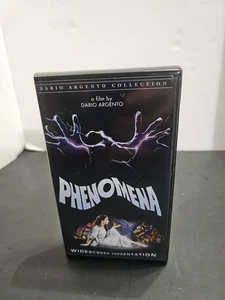 DARIO ARGENTO COLLECTION
a film by
DARIO ARGENTO
PHENOMENA
WIDESCREEN PRESENTATION